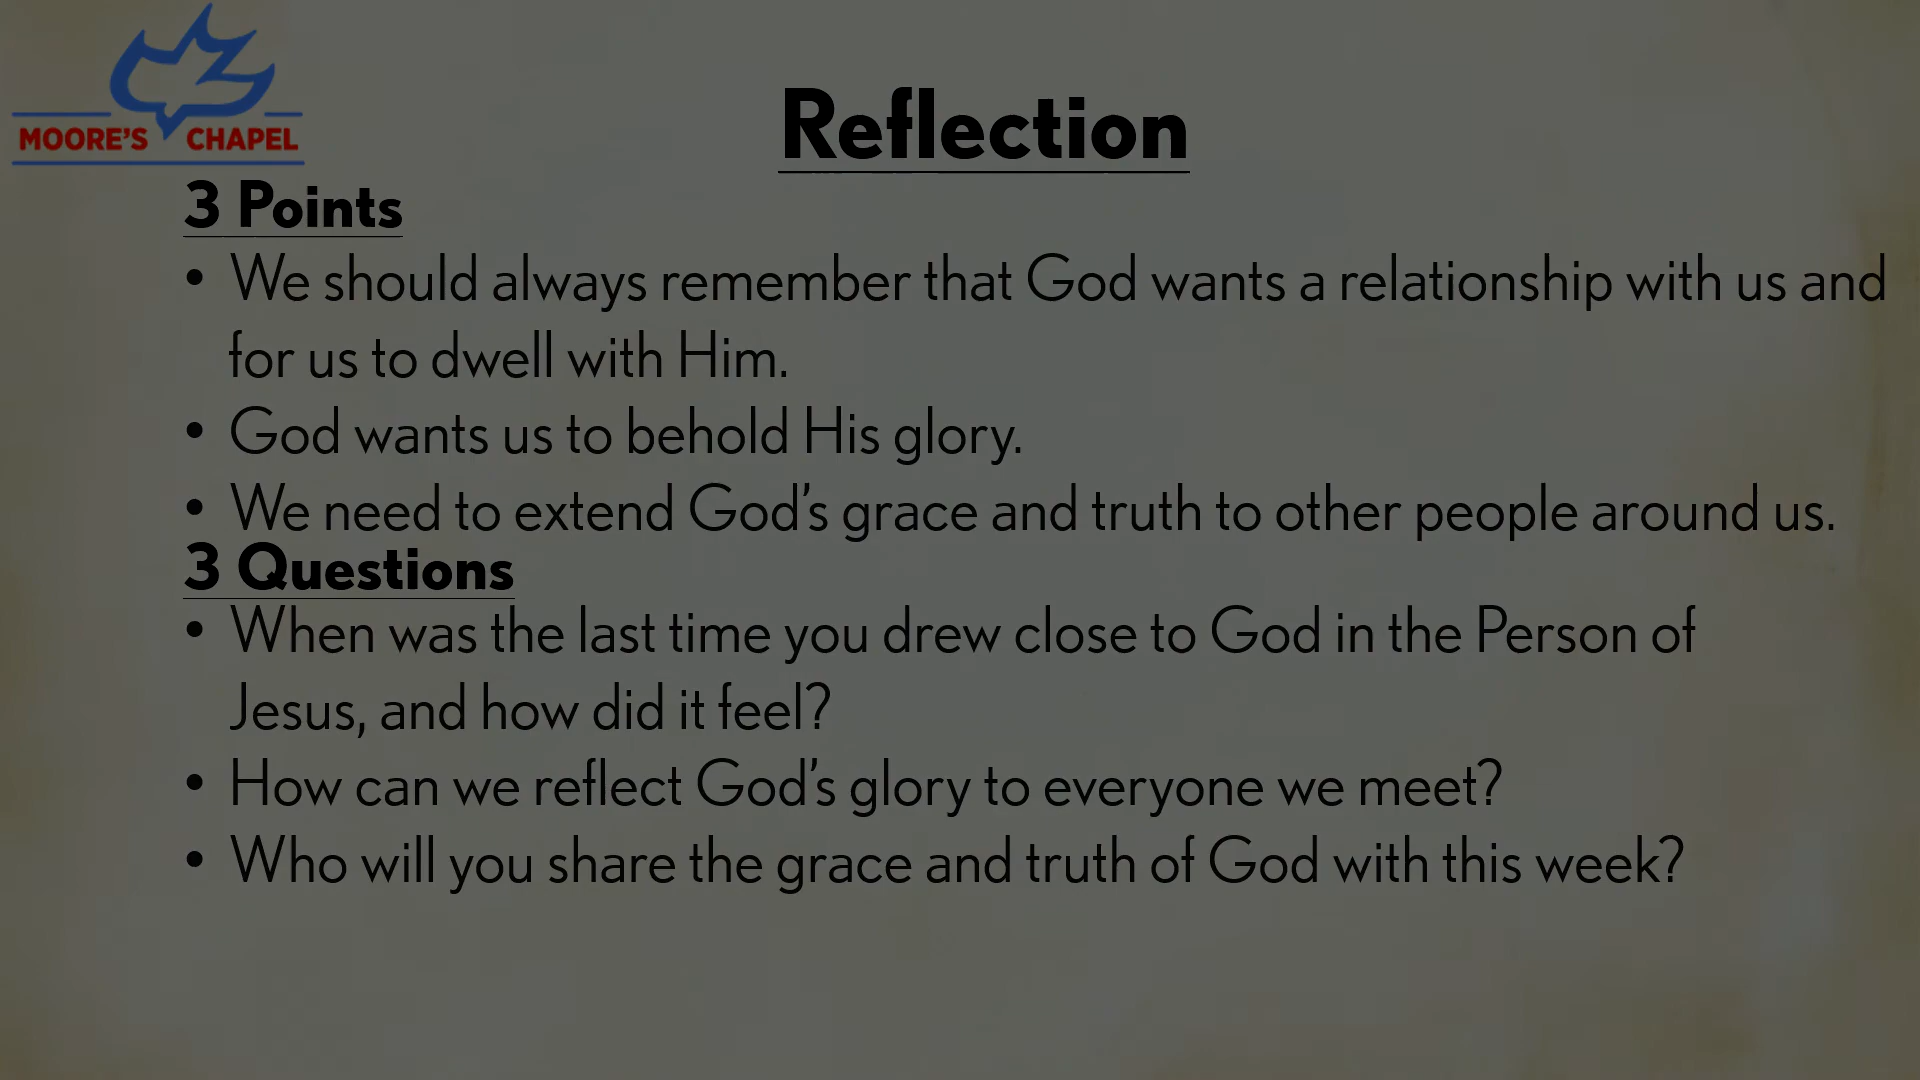 MOORE'S CHAPEL
Reflection
3 Points
• We should always remember that God wants a relationship with us and
for us to dwell with Him.
• God wants us to behold His glory.
• We need to extend God’s grace and truth to other people around us.
3 Questions
• When was the last time you drew close to God in the Person of
Jesus, and how did it feel?
• How can we reflect God’s glory to everyone we meet?
• Who will you share the grace and truth of God with this week?